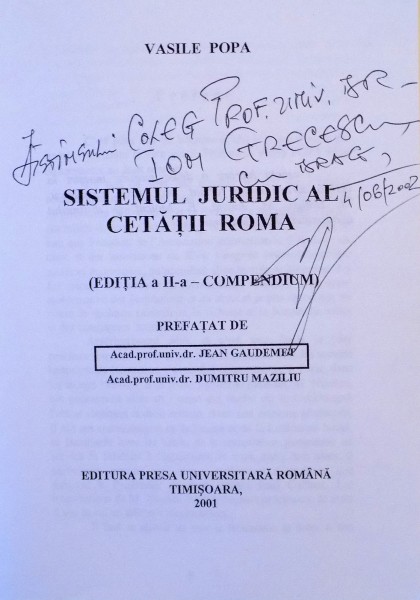 VASILE POPA
COLEG PROF. UNIV. DR.
ION GRECESCU,
cu DRAG,
4/06/2002
SISTEMUL JURIDIC AL
CETĂȚII ROMA
(EDIȚIA a II-a – COMPENDIUM)
PREFAȚAT DE
Acad.prof.univ.dr. JEAN GAUDEMET
Acad.prof.univ.dr. DUMITRU MAZILIU
EDITURA PRESA UNIVERSITARĂ ROMÂNĂ
TIMIȘOARA,
2001